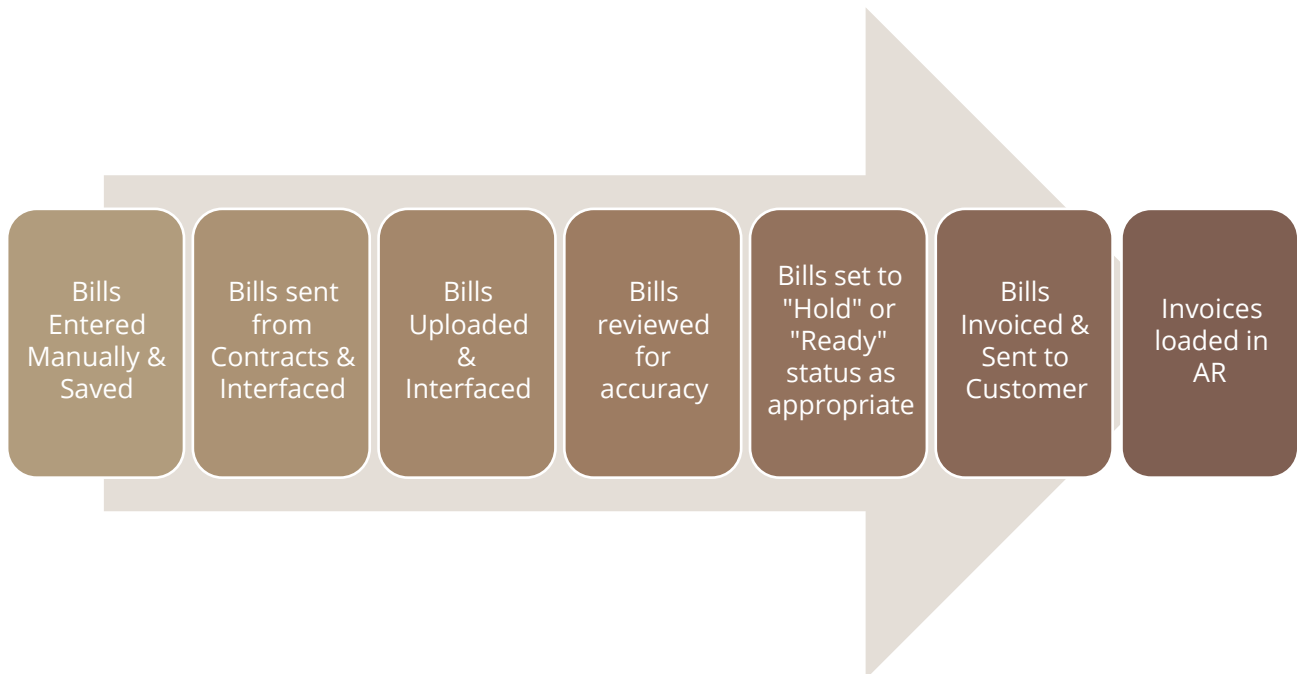 Bills
Entered
Manually &
Saved
Bills sent
from
Contracts &
Interfaced
Bills
Uploaded
&
Interfaced
Bills
reviewed
for
accuracy
Bills set to
"Hold" or
"Ready"
status as
appropriate
Bills
Invoiced &
Sent to
Customer
Invoices
loaded in
AR